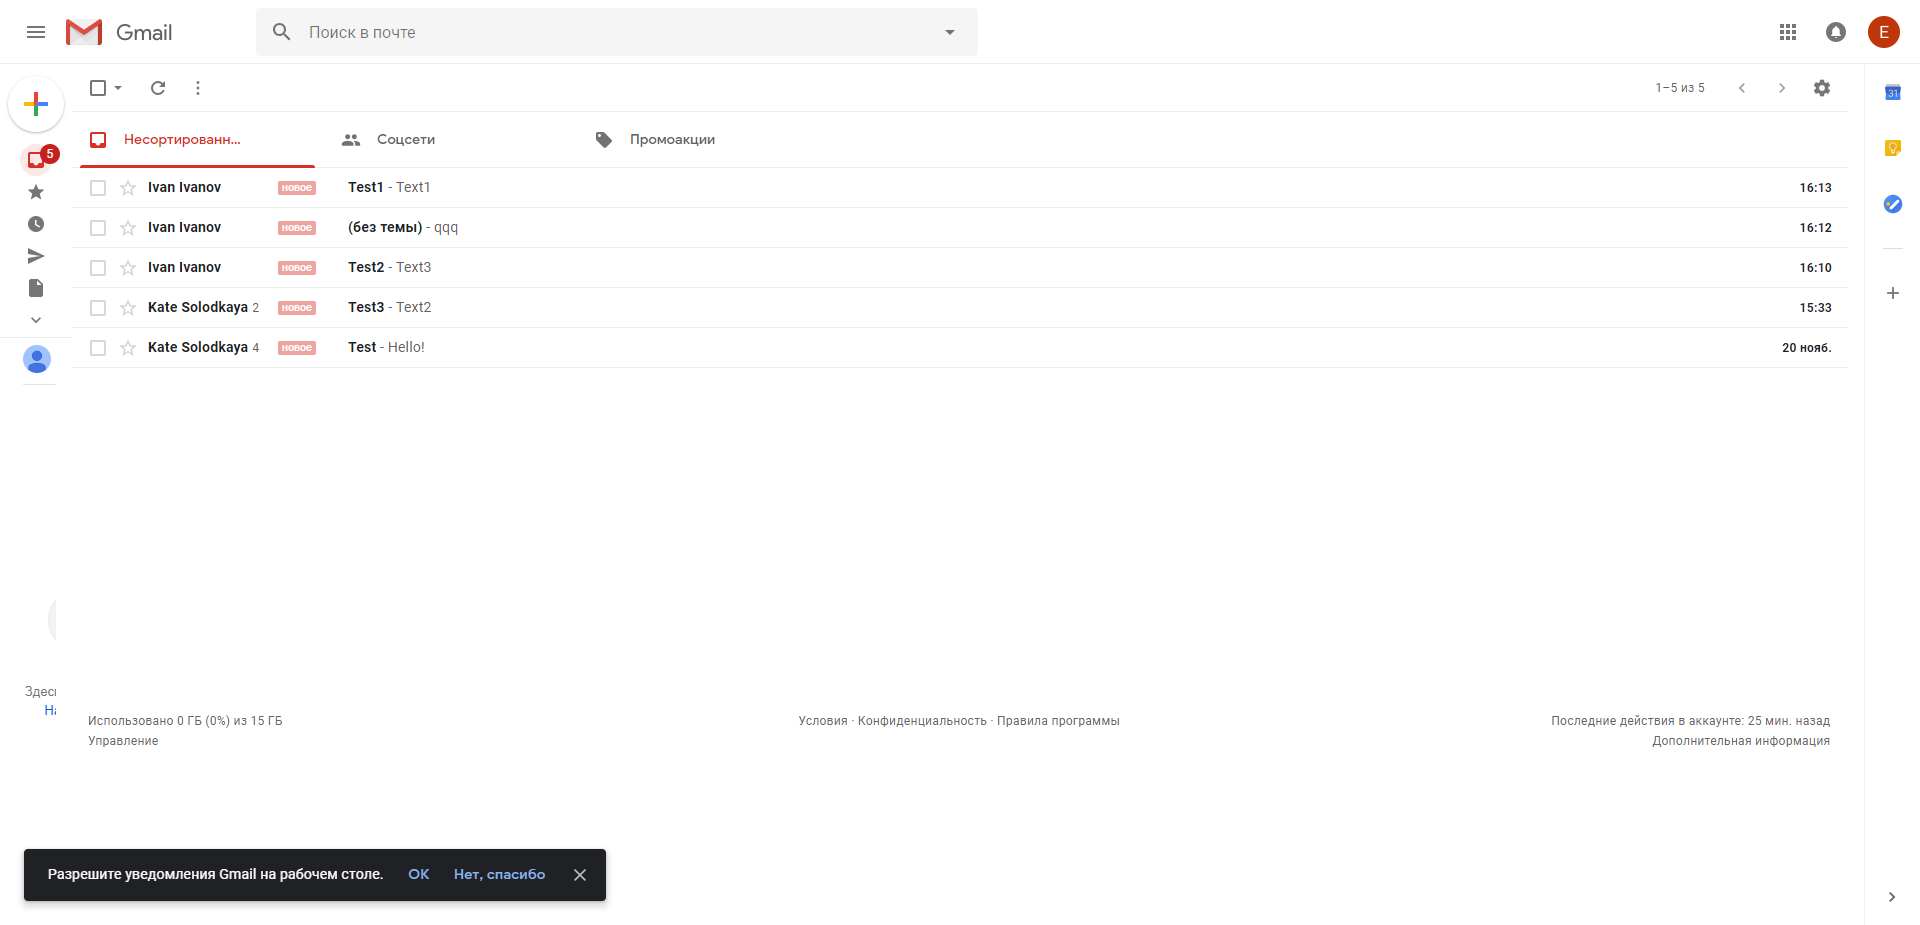 Gmail
Поиск в почте
E
1–5 из 5
31
5
Несортированн...
Соцсети
Промоакции
Ivan Ivanov новое Test1 - Text1 16:13
Ivan Ivanov новое (без темы) - qqq 16:12
Ivan Ivanov новое Test2 - Text3 16:10
Kate Solodkaya 2 новое Test3 - Text2 15:33
Kate Solodkaya 4 новое Test - Hello! 20 нояб.
Использовано 0 ГБ (0%) из 15 ГБ
Управление
Условия · Конфиденциальность · Правила программы
Последние действия в аккаунте: 25 мин. назад
Дополнительная информация
Разрешите уведомления Gmail на рабочем столе. ОК Нет, спасибо